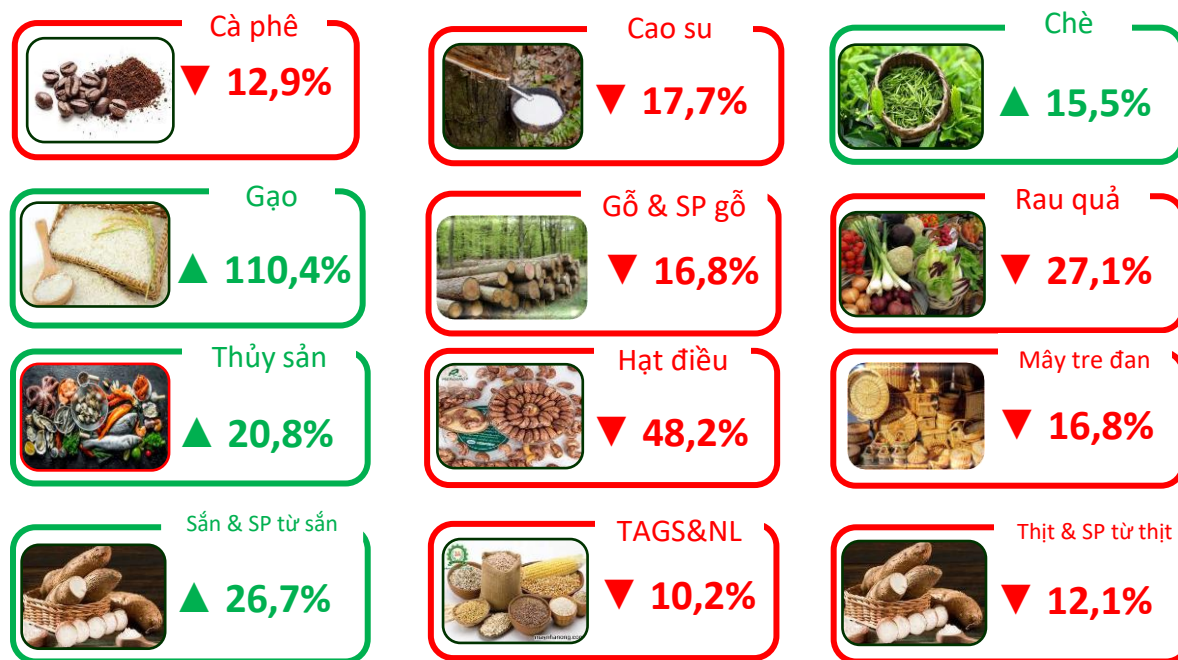 Cà phê
▼ 12,9%
Cao su
▼ 17,7%
Chè
▲ 15,5%
Gạo
▲ 110,4%
Gỗ & SP gỗ
▼ 16,8%
Rau quả
▼ 27,1%
Thủy sản
▲ 20,8%
Hạt điều
▼ 48,2%
Mây tre đan
▼ 16,8%
Sắn & SP từ sắn
▲ 26,7%
TAGS&NL
▼ 10,2%
Thịt & SP từ thịt
▼ 12,1%